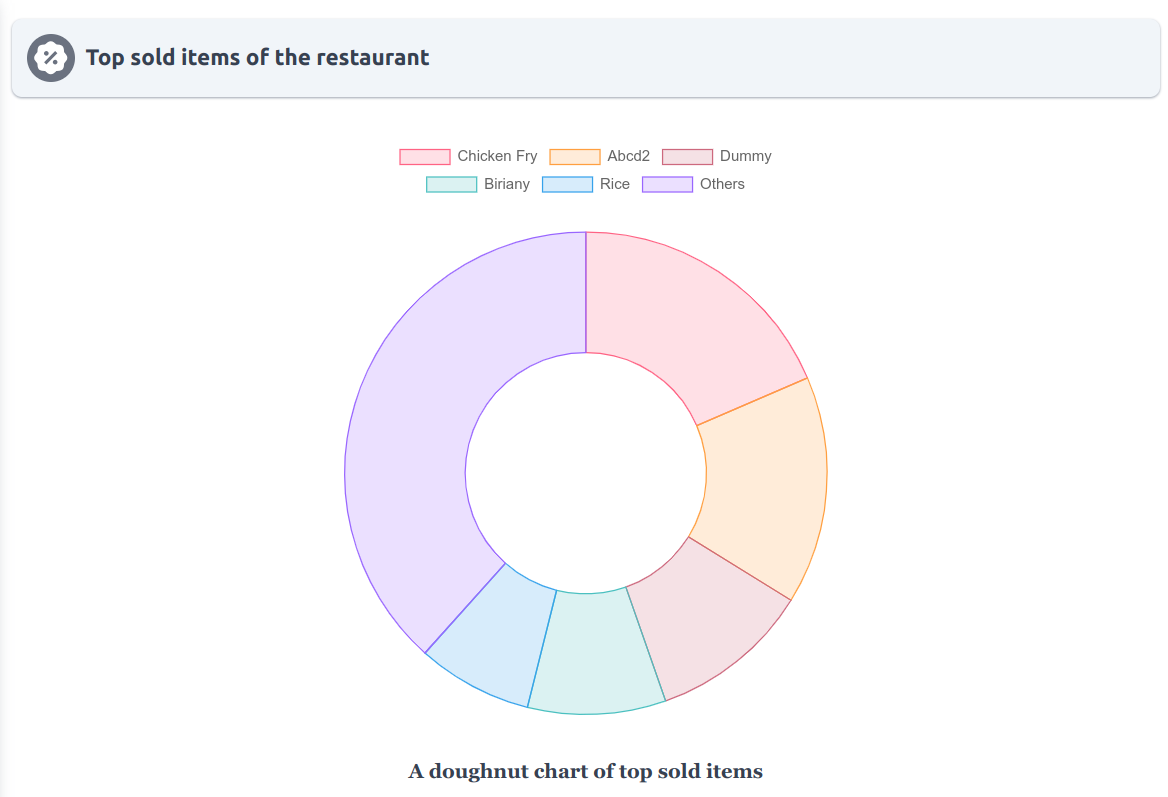 Top sold items of the restaurant
Chicken Fry Abcd2 Dummy
Biriany Rice Others
A doughnut chart of top sold items